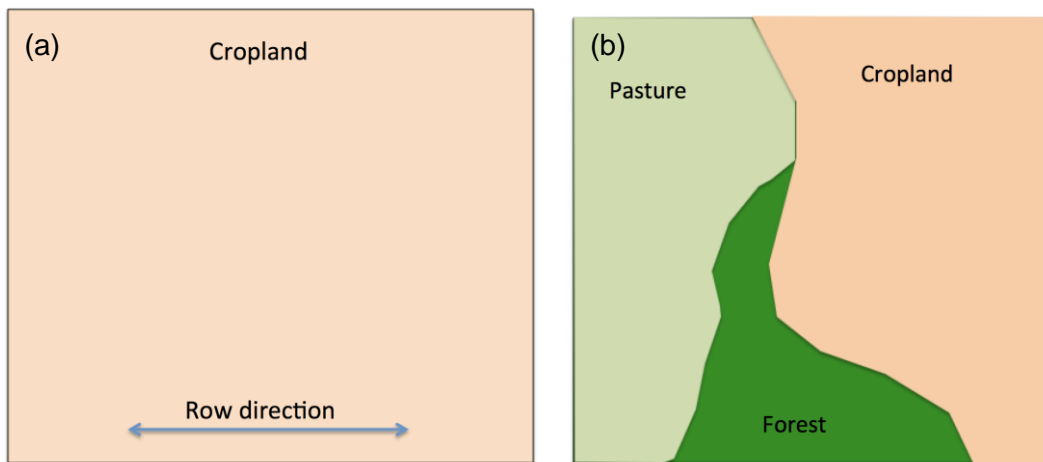 (a)
Cropland
Row direction
(b)
Pasture
Cropland
Forest